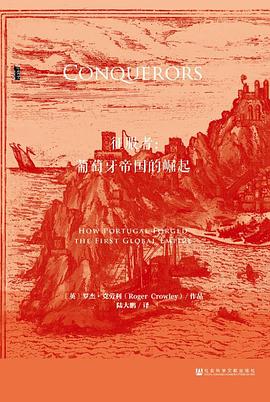 CONQUERORS
征服者：
葡萄牙帝国的崛起
HOW PORTUGAL FORGED
THE FIRST GLOBAL EMPIRE
〔英〕罗杰·克劳利（Roger Crowley）/作品
陆大鹏/译
社会科学文献出版社